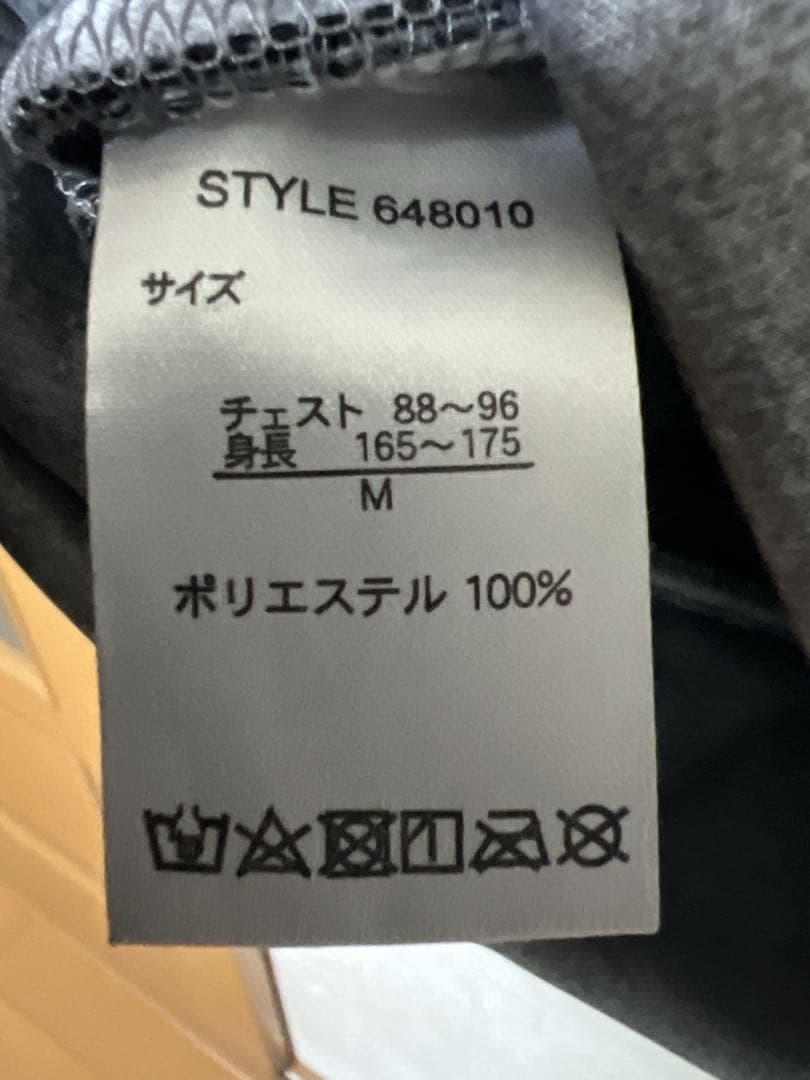 STYLE 648010
サイズ
チェスト 88～96
身長 165～175
M
ポリエステル 100%